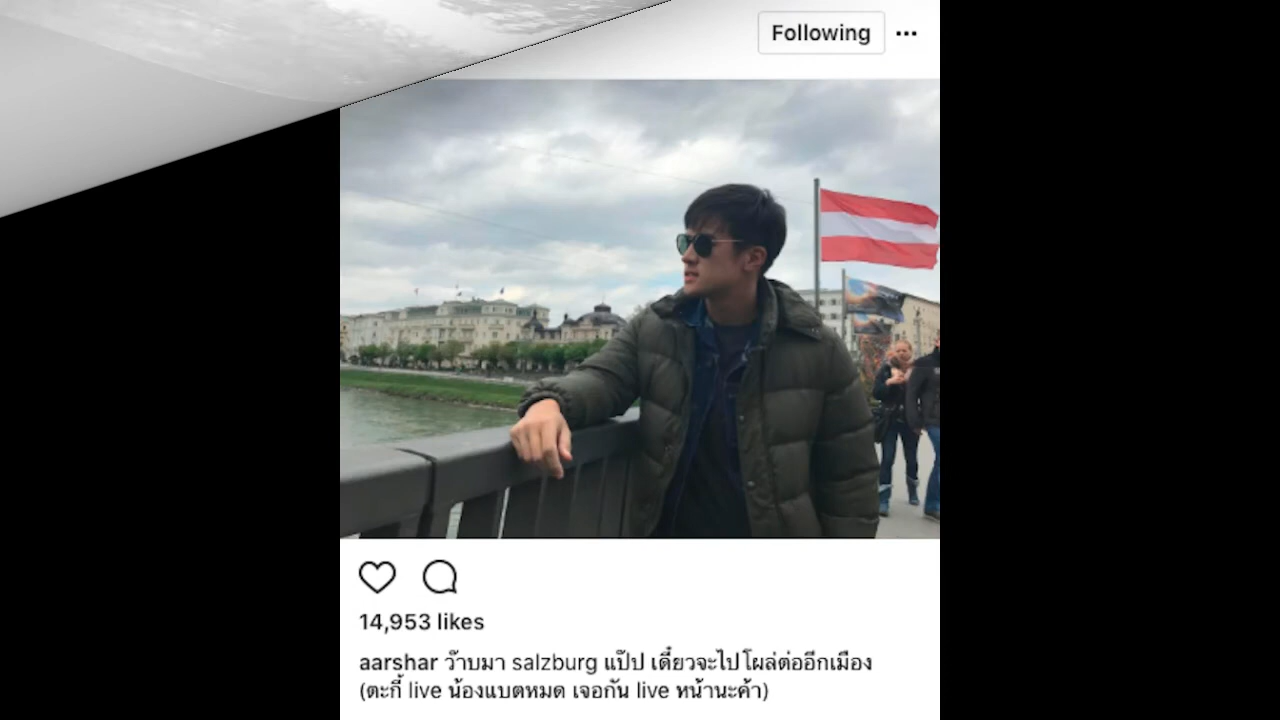 Following
14,953 likes
aarshar ว๊าบมา salzburg แป๊ป เดี๋ยวจะไปโผล่ต่ออีกเมือง
(ตะกี้ live น้องแบตหมด เจอกัน live หน้านะค้า)